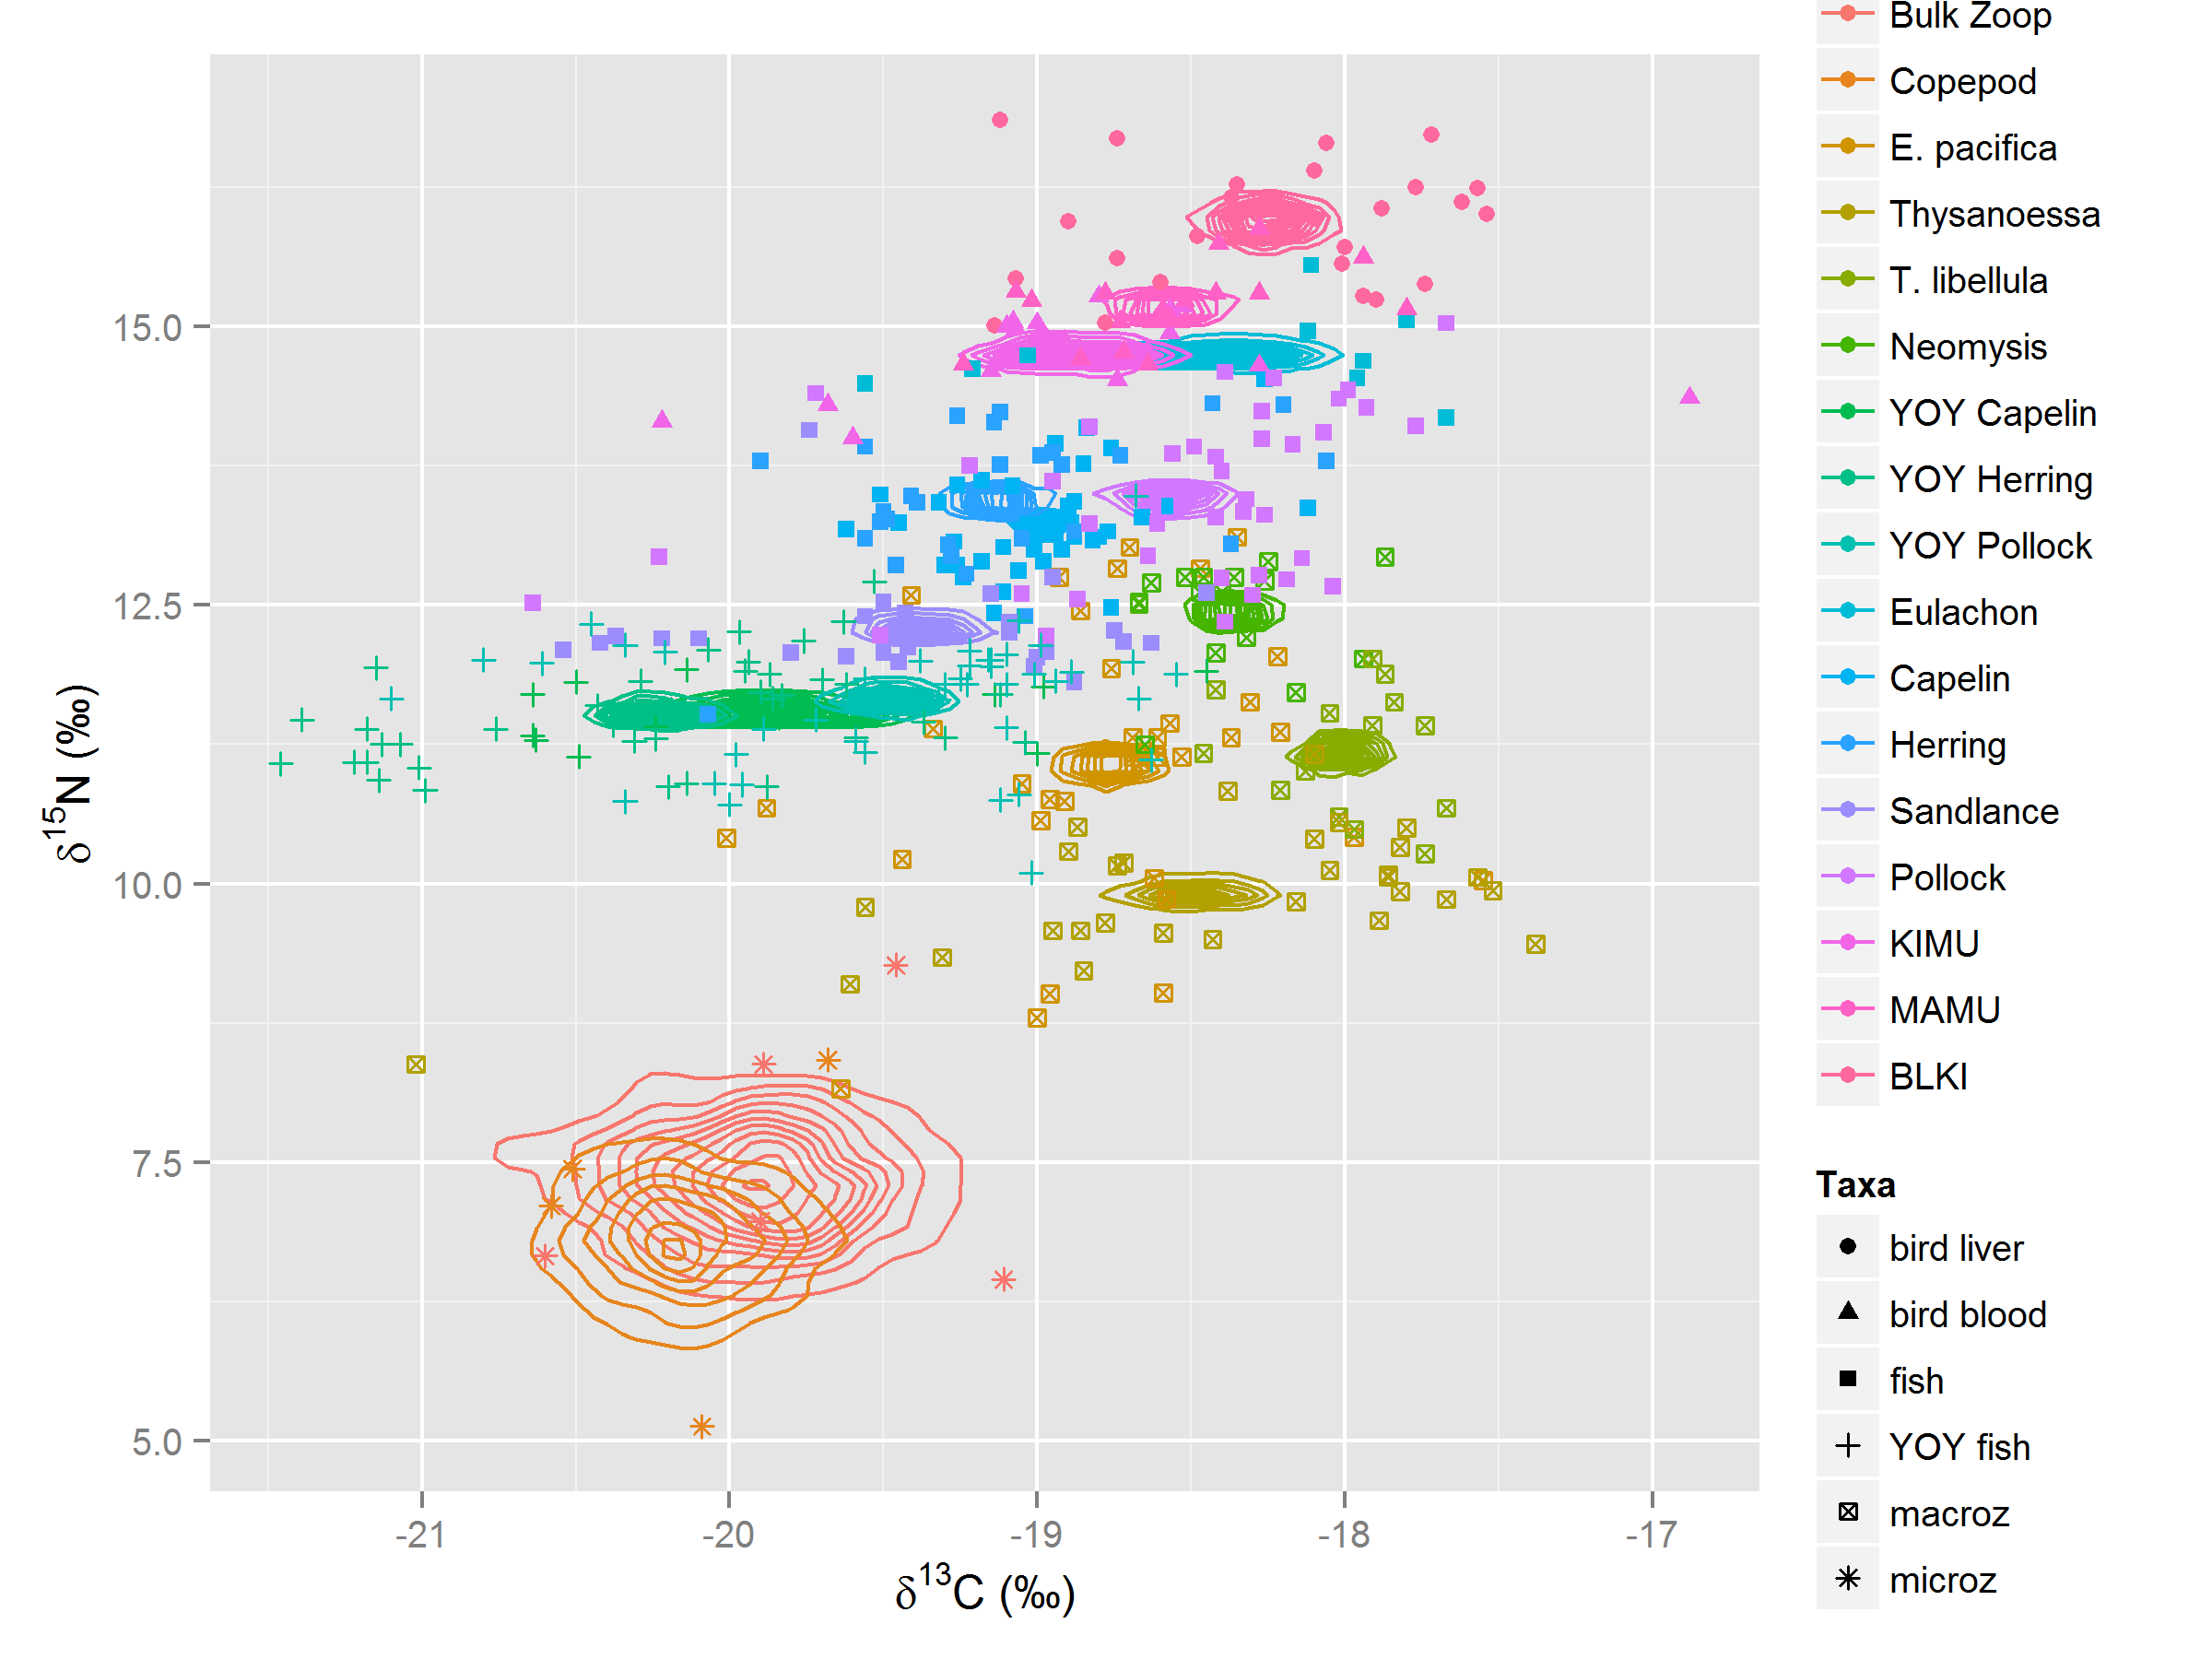 Bulk Zoop
Copepod
E. pacifica
Thysanoessa
T. libellula
Neomysis
YOY Capelin
YOY Herring
YOY Pollock
Eulachon
Capelin
Herring
Sandlance
Pollock
KIMU
MAMU
BLKI
Taxa
bird liver
bird blood
fish
YOY fish
macroz
microz
15.0
12.5
10.0
7.5
5.0
δ¹⁵N (‰)
-21 -20 -19 -18 -17
δ¹³C (‰)